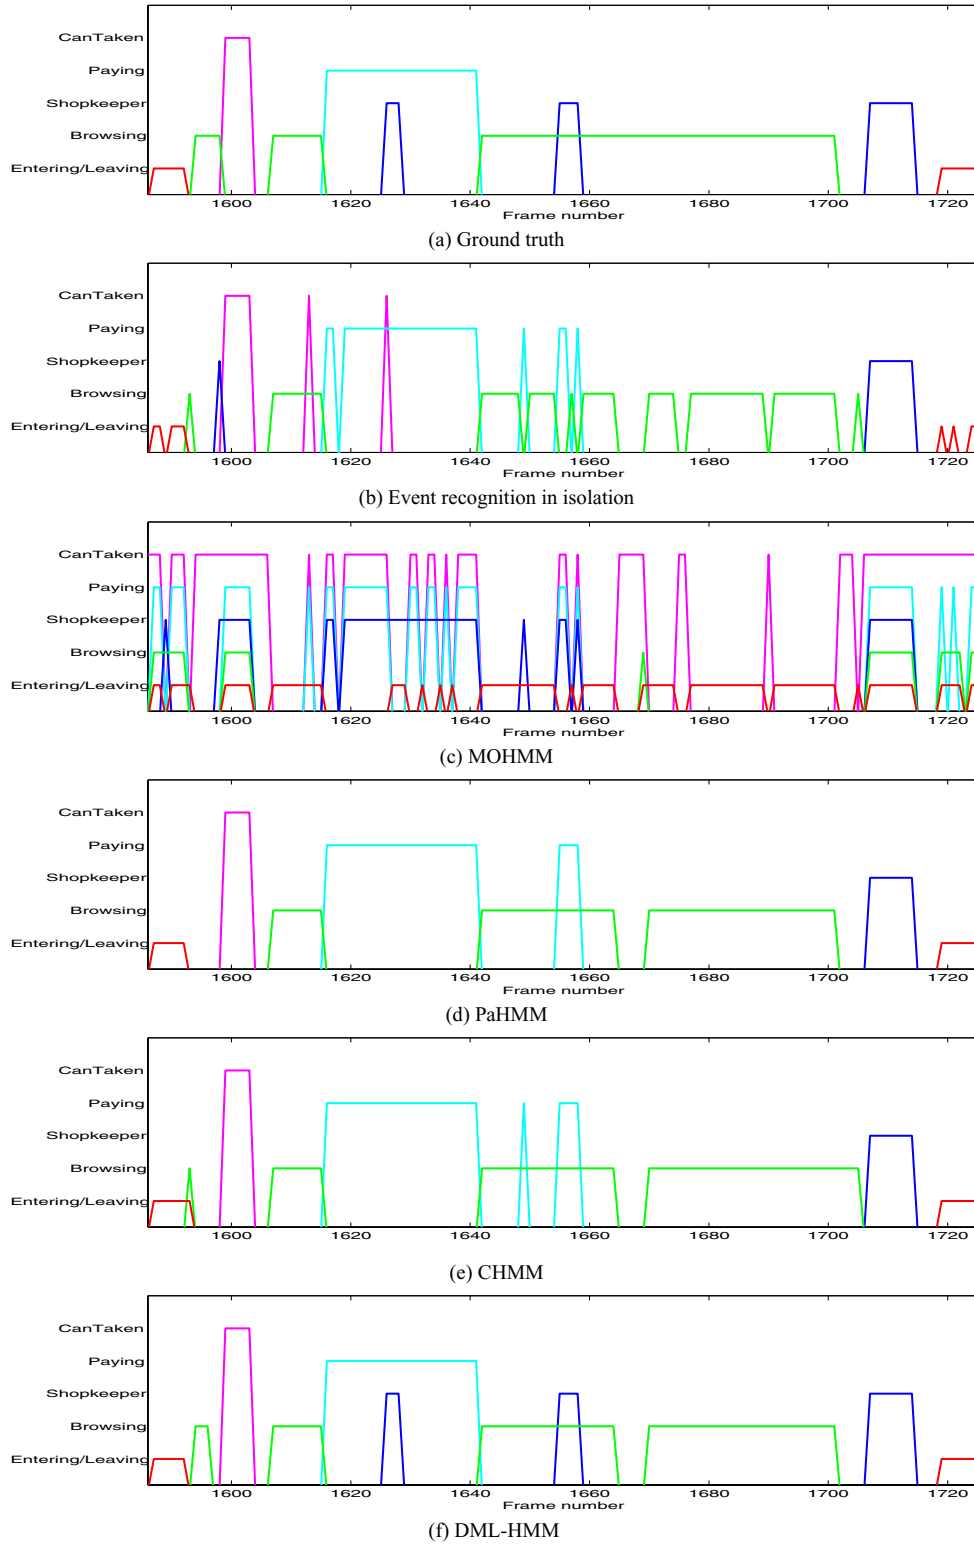 CanTaken
Paying
Shopkeeper
Browsing
Entering/Leaving
1600 1620 1640 1660 1680 1700 1720
Frame number
(a) Ground truth
CanTaken
Paying
Shopkeeper
Browsing
Entering/Leaving
1600 1620 1640 1660 1680 1700 1720
Frame number
(b) Event recognition in isolation
CanTaken
Paying
Shopkeeper
Browsing
Entering/Leaving
1600 1620 1640 1660 1680 1700 1720
Frame number
(c) MOHMM
CanTaken
Paying
Shopkeeper
Browsing
Entering/Leaving
1600 1620 1640 1660 1680 1700 1720
Frame number
(d) PaHMM
CanTaken
Paying
Shopkeeper
Browsing
Entering/Leaving
1600 1620 1640 1660 1680 1700 1720
Frame number
(e) CHMM
CanTaken
Paying
Shopkeeper
Browsing
Entering/Leaving
1600 1620 1640 1660 1680 1700 1720
Frame number
(f) DML-HMM